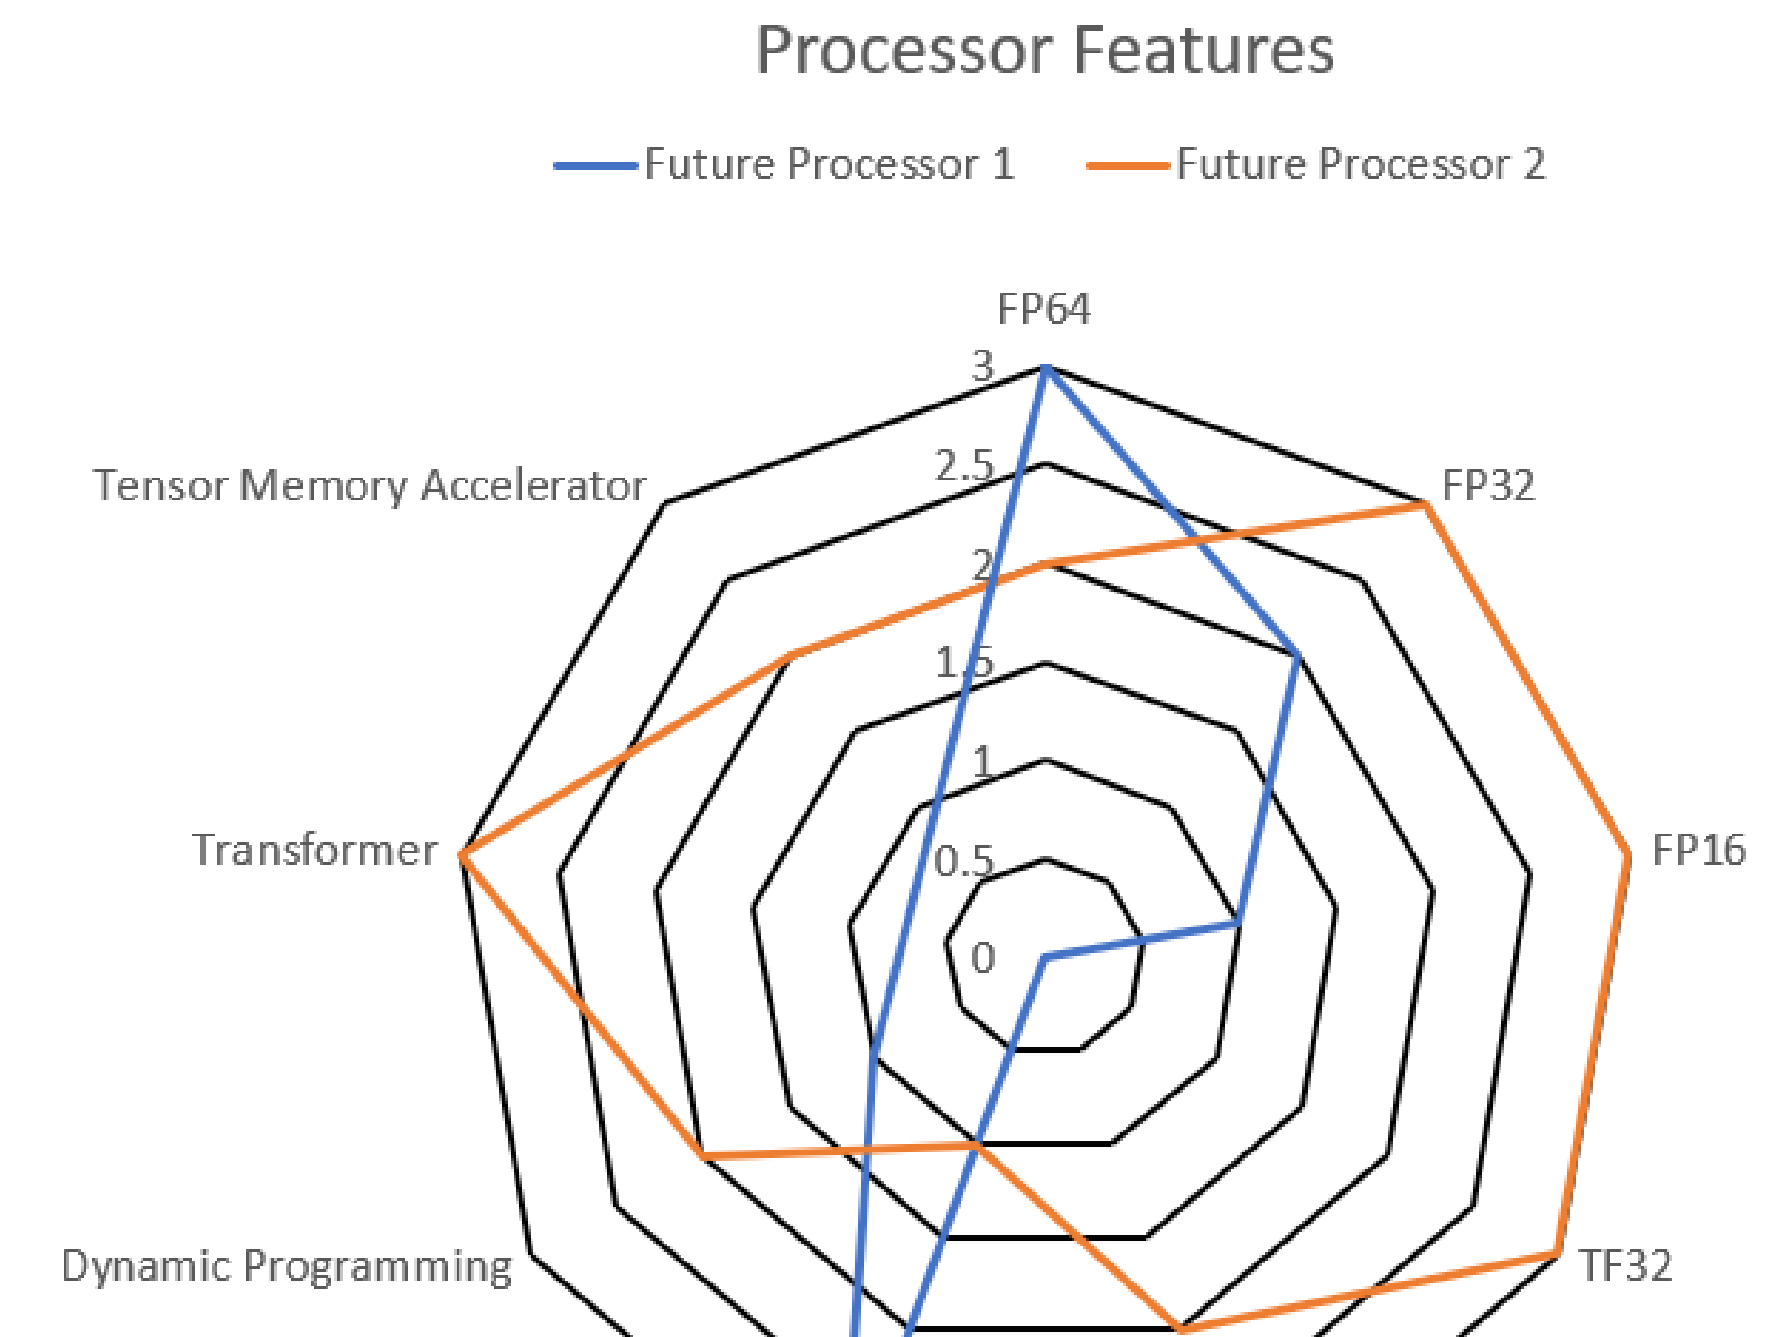 Processor Features
Future Processor 1 Future Processor 2
FP64
3
2.5
Tensor Memory Accelerator FP32
2
1.5
1
Transformer 0.5 FP16
0
Dynamic Programming TF32